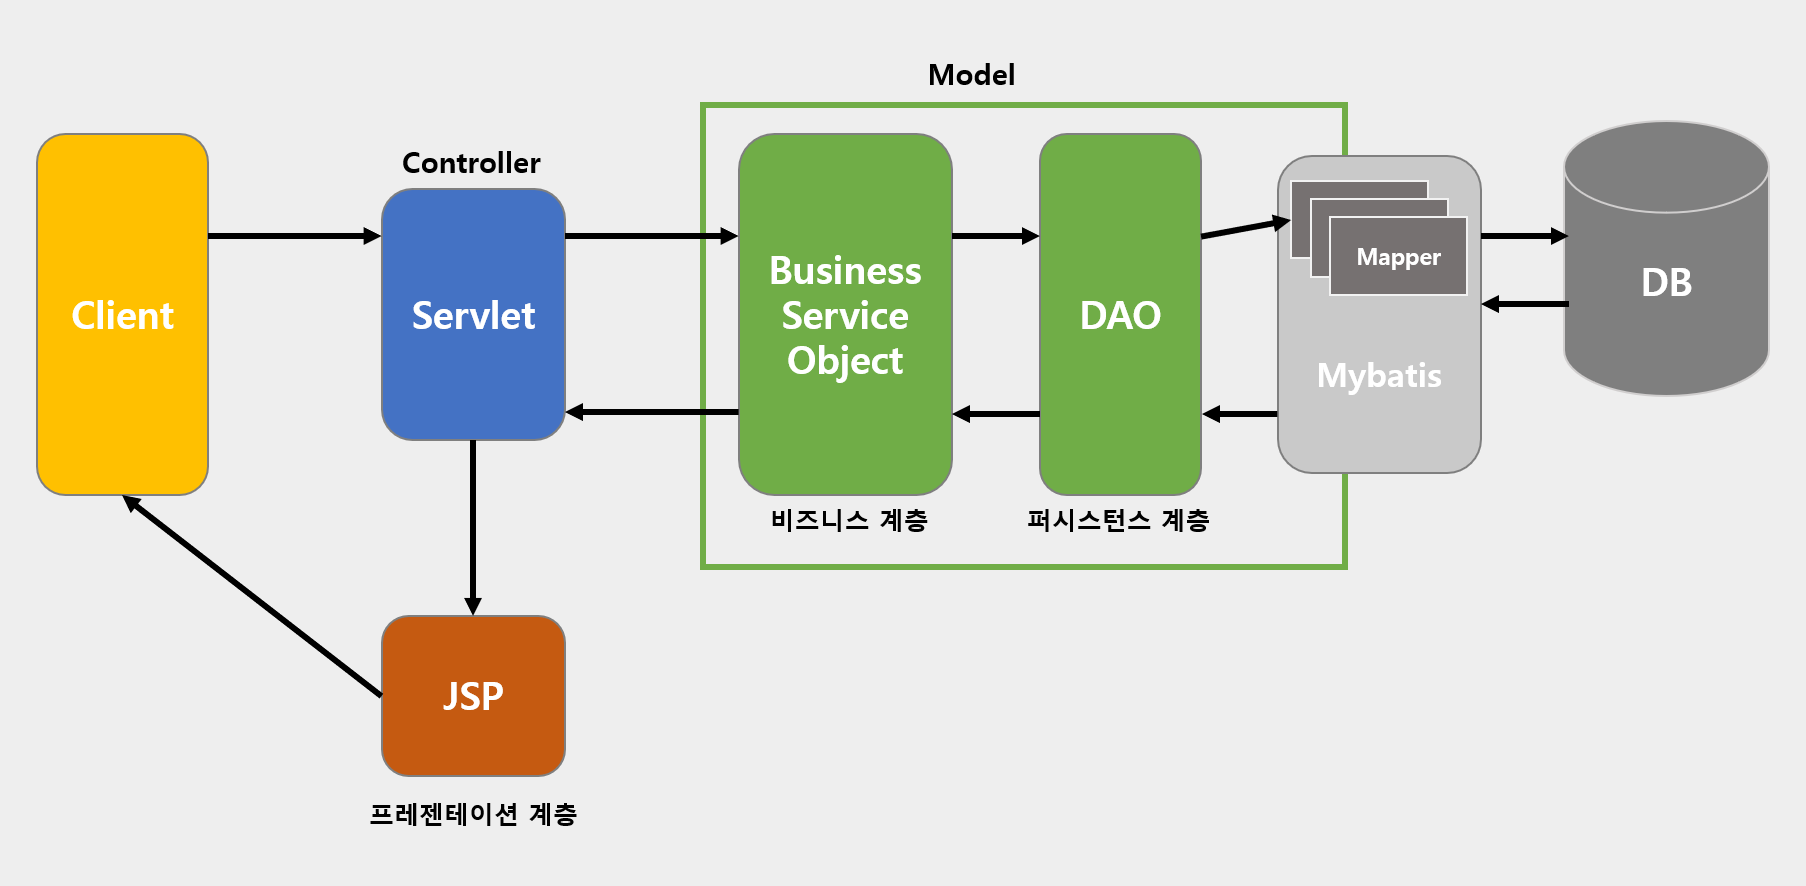 Model
Controller
Client
Servlet
Business
Service
Object
DAO
Mapper
Mybatis
DB
비즈니스 계층
퍼시스턴스 계층
JSP
프레젠테이션 계층